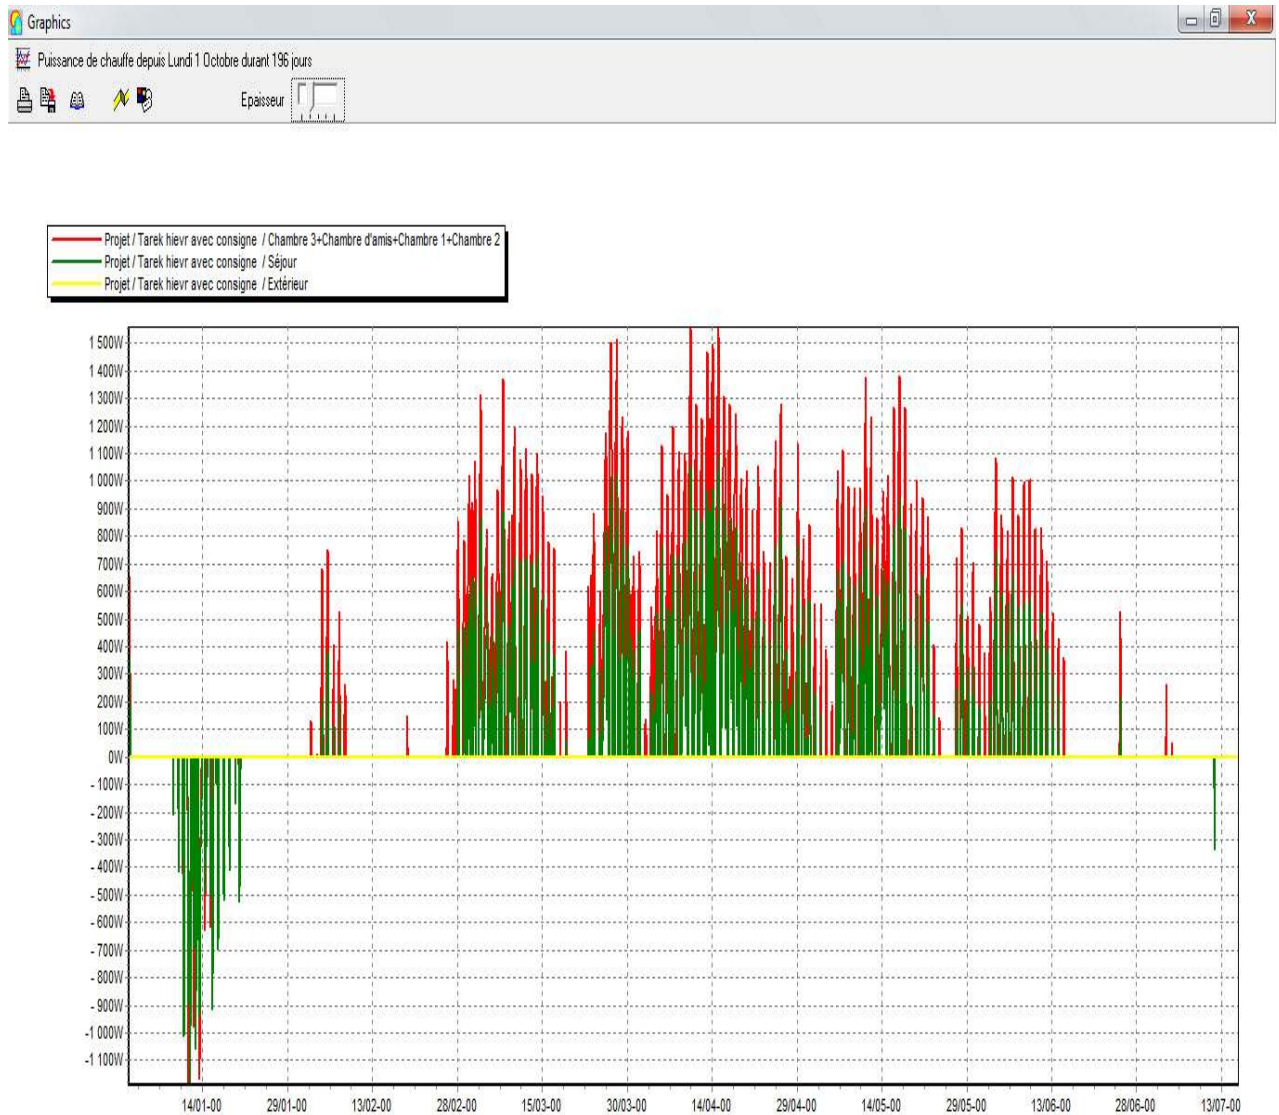 Graphics
Puissance de chauffe depuis Lundi 1 Octobre durant 196 jours
Epaisseur
Projet / Tarek hievr avec consigne / Chambre 3+Chambre d'amis+Chambre 1+Chambre 2
Projet / Tarek hievr avec consigne / Séjour
Projet / Tarek hievr avec consigne / Extérieur
1 500W
1 400W
1 300W
1 200W
1 100W
1 000W
900W
800W
700W
600W
500W
400W
300W
200W
100W
0W
- 100W
- 200W
- 300W
- 400W
- 500W
- 600W
- 700W
- 800W
- 900W
-1 000W
-1 100W
14/01-00 29/01-00 13/02-00 28/02-00 15/03-00 30/03-00 14/04-00 29/04-00 14/05-00 29/05-00 13/06-00 28/06-00 13/07-00